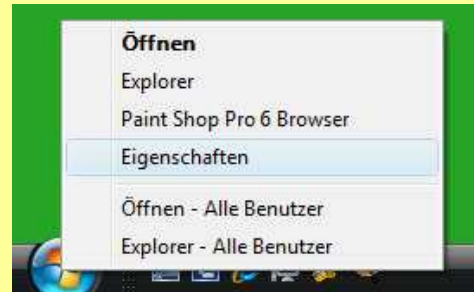 Öffnen
Explorer
Paint Shop Pro 6 Browser
Eigenschaften
Öffnen - Alle Benutzer
Explorer - Alle Benutzer